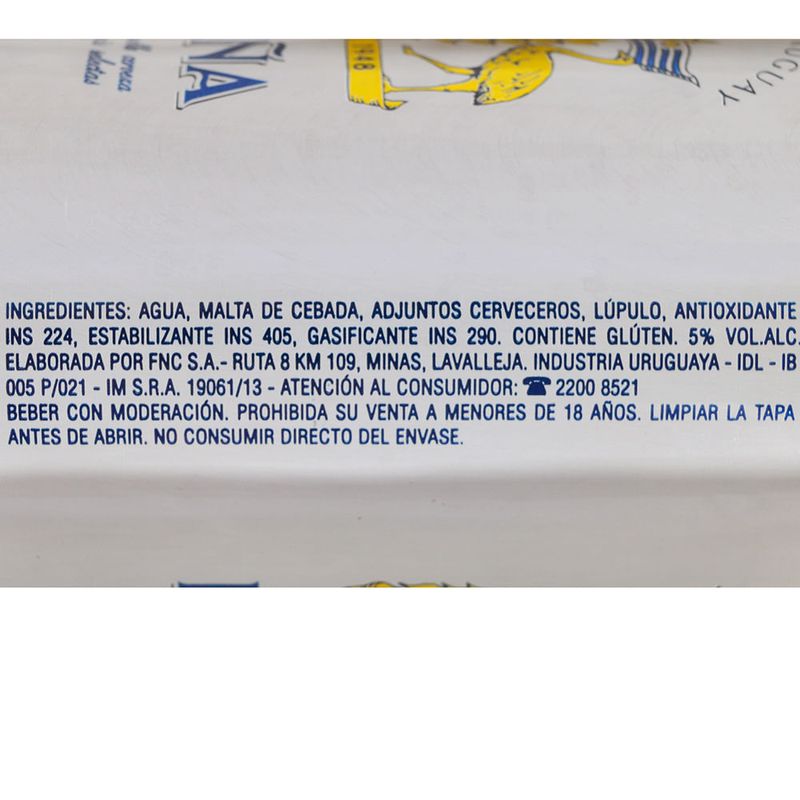 ÑA
1948
UGUAY
INGREDIENTES: AGUA, MALTA DE CEBADA, ADJUNTOS CERVECEROS, LÚPULO, ANTIOXIDANTE
INS 224, ESTABILIZANTE INS 405, GASIFICANTE INS 290. CONTIENE GLÚTEN. 5% VOL.ALC.
ELABORADA POR FNC S.A.- RUTA 8 KM 109, MINAS, LAVALLEJA. INDUSTRIA URUGUAYA - IDL - IB
005 P/021 - IM S.R.A. 19061/13 - ATENCIÓN AL CONSUMIDOR: ☎ 2200 8521
BEBER CON MODERACIÓN. PROHIBIDA SU VENTA A MENORES DE 18 AÑOS. LIMPIAR LA TAPA
ANTES DE ABRIR. NO CONSUMIR DIRECTO DEL ENVASE.